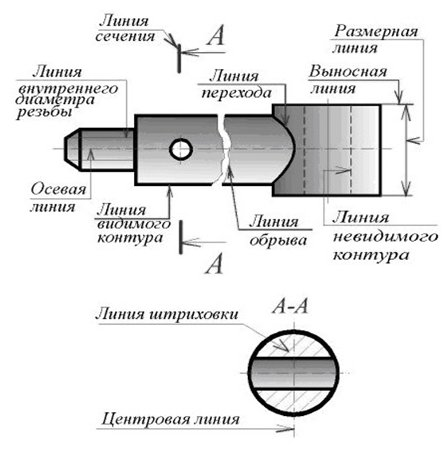 Линия
сечения
А
Размерная
линия
Линия
внутреннего
диаметра
резьбы
Линия
перехода
Выносная
линия
Осевая
линия
Линия
видимого
контура
Линия
обрыва
Линия
невидимого
контура
А
А-А
Линия штриховки
Центровая линия